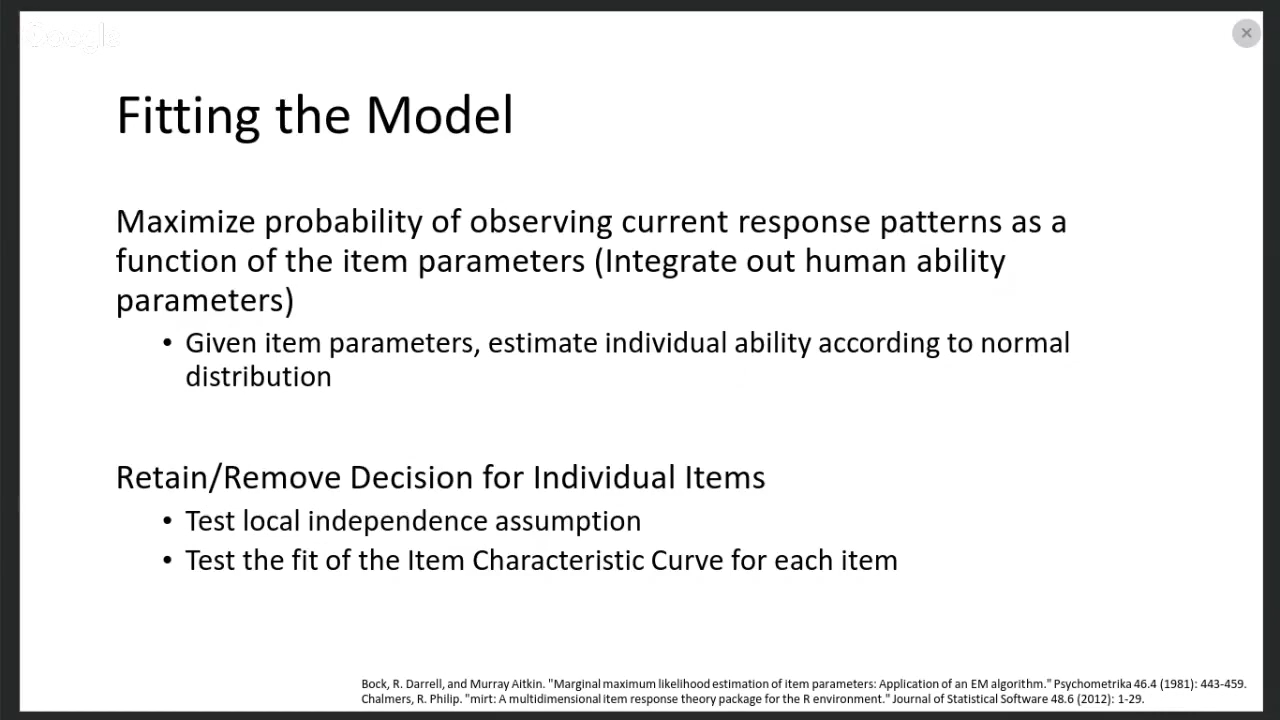 Google
Fitting the Model
Maximize probability of observing current response patterns as a
function of the item parameters (Integrate out human ability
parameters)
• Given item parameters, estimate individual ability according to normal
distribution
Retain/Remove Decision for Individual Items
• Test local independence assumption
• Test the fit of the Item Characteristic Curve for each item
Bock, R. Darrell, and Murray Aitkin. "Marginal maximum likelihood estimation of item parameters: Application of an EM algorithm." Psychometrika 46.4 (1981): 443-459.
Chalmers, R. Philip. "mirt: A multidimensional item response theory package for the R environment." Journal of Statistical Software 48.6 (2012): 1-29.